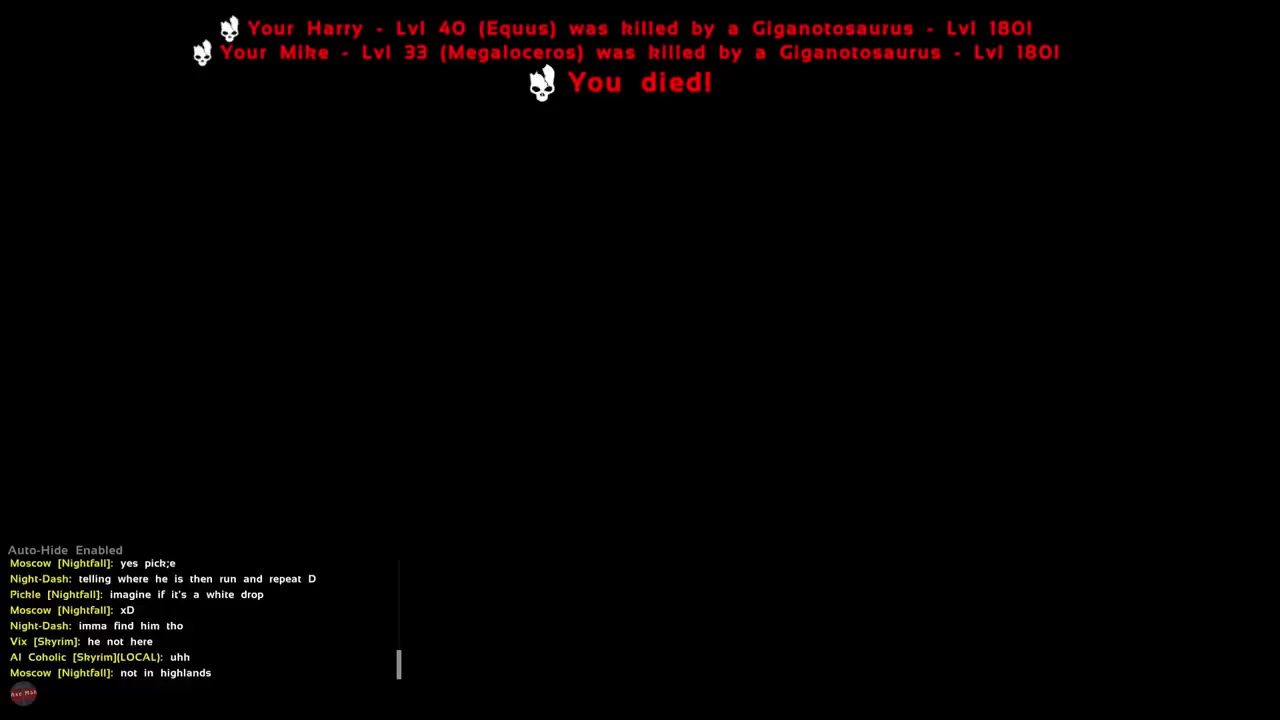 Your Harry - Lvl 40 (Equus) was killed by a Giganotosaurus - Lvl 180!
Your Mike - Lvl 33 (Megaloceros) was killed by a Giganotosaurus - Lvl 180!
You died!
Auto-Hide Enabled
Moscow [Nightfall]: yes pick;e
Night-Dash: telling where he is then run and repeat D
Pickle [Nightfall]: imagine if it's a white drop
Moscow [Nightfall]: xD
Night-Dash: imma find him tho
Vix [Skyrim]: he not here
Al Coholic [Skyrim](LOCAL): uhh
Moscow [Nightfall]: not in highlands